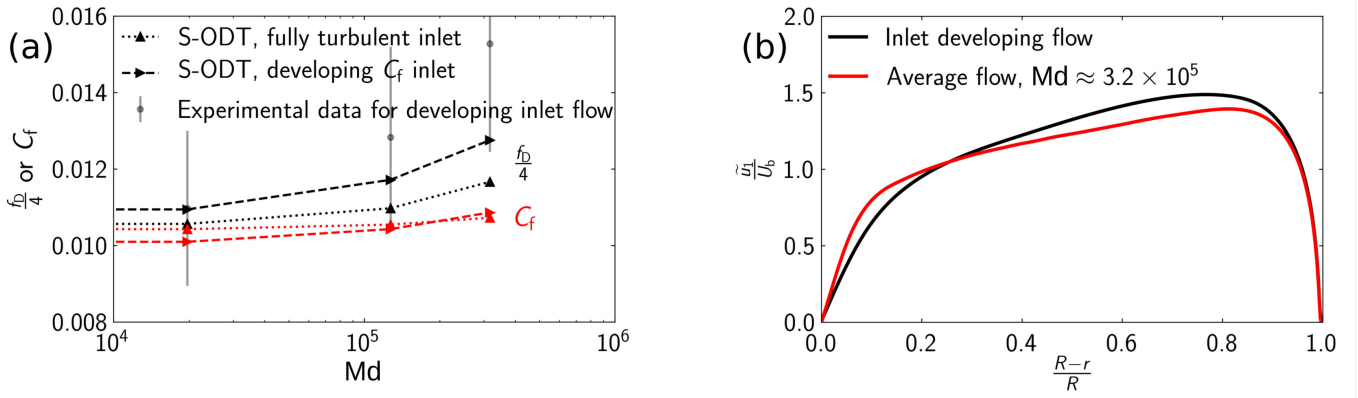 (a)
0.016
0.014
0.012
0.010
0.008
f_D/4 or C_f
S-ODT, fully turbulent inlet
S-ODT, developing C_f inlet
Experimental data for developing inlet flow
f_D/4
C_f
10^4
10^5
10^6
Md
(b)
2.0
1.5
1.0
0.5
0.0
ũ_1/U_b
Inlet developing flow
Average flow, Md ≈ 3.2 × 10^5
0.0
0.2
0.4
0.6
0.8
1.0
R−r/R